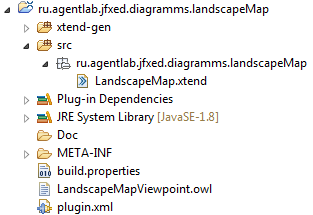 ru.agentlab.jfxed.diagramms.landscapeMap
xtend-gen
src
ru.agentlab.jfxed.diagramms.landscapeMap
LandscapeMap.xtend
Plug-in Dependencies
JRE System Library [JavaSE-1.8]
Doc
META-INF
build.properties
LandscapeMapViewpoint.owl
plugin.xml